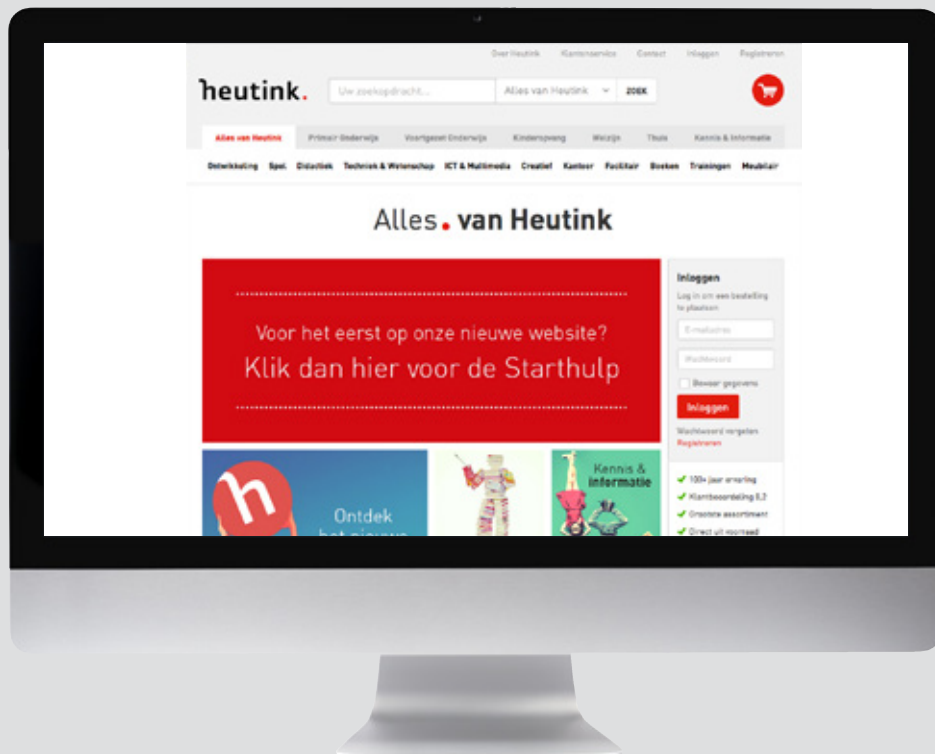 Over Heutink Klantenservice Contact Inloggen Registreren
heutink.
Uw zoekopdracht... Alles van Heutink ZOEK
Alles van Heutink Primair Onderwijs Voortgezet Onderwijs Kinderopvang Welzijn Thuis Kennis & Informatie
Ontwikkeling Spel Didactiek Techniek & Wetenschap ICT & Multimedia Creatief Kantoor Facilitair Boeken Trainingen Meubilair
Alles. van Heutink
Voor het eerst op onze nieuwe website?
Klik dan hier voor de Starthulp
Inloggen
Log in om een bestelling
te plaatsen
E-mailadres
Wachtwoord
Bewaar gegevens
Inloggen
Wachtwoord vergeten
Registreren
h
Ontdek
het nieuwe
Kennis &
informatie
100+ jaar ervaring
Klantbeoordeling 8,2
Grootste assortiment
Direct uit voorraad